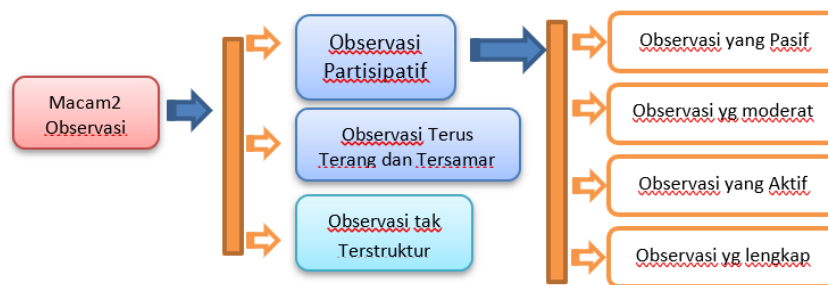 Macam2
Observasi
Observasi
Partisipatif
Observasi Terus
Terang dan Tersamar
Observasi tak
Terstruktur
Observasi yang Pasif
Observasi yg moderat
Observasi yang Aktif
Observasi yg lengkap